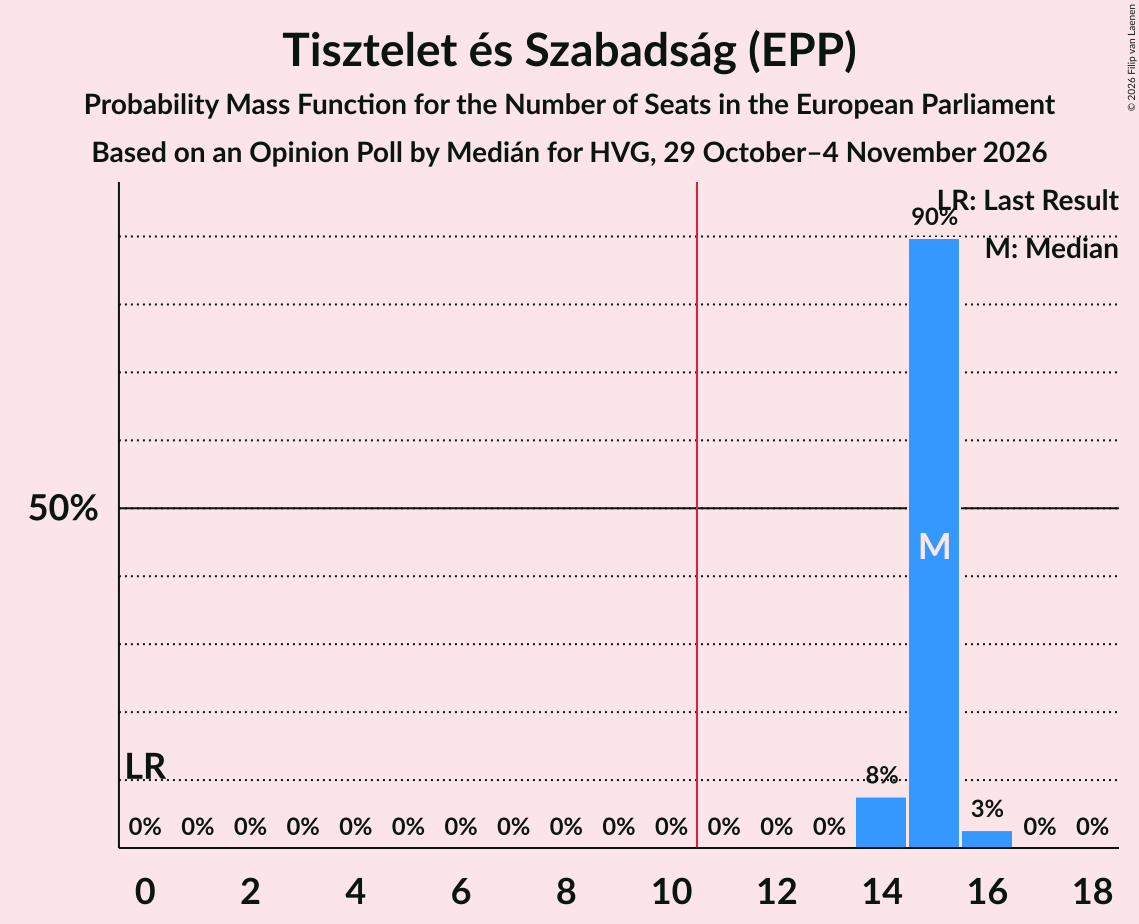 Tisztelet és Szabadság (EPP)
Probability Mass Function for the Number of Seats in the European Parliament
Based on an Opinion Poll by Medián for HVG, 29 October–4 November 2026
© 2026 Filip van Laenen
LR: Last Result
90%
M: Median
50%
M
LR
8%
3%
0% 0% 0% 0% 0% 0% 0% 0% 0% 0% 0% 0% 0% 0% 0% 0%
0 2 4 6 8 10 12 14 16 18